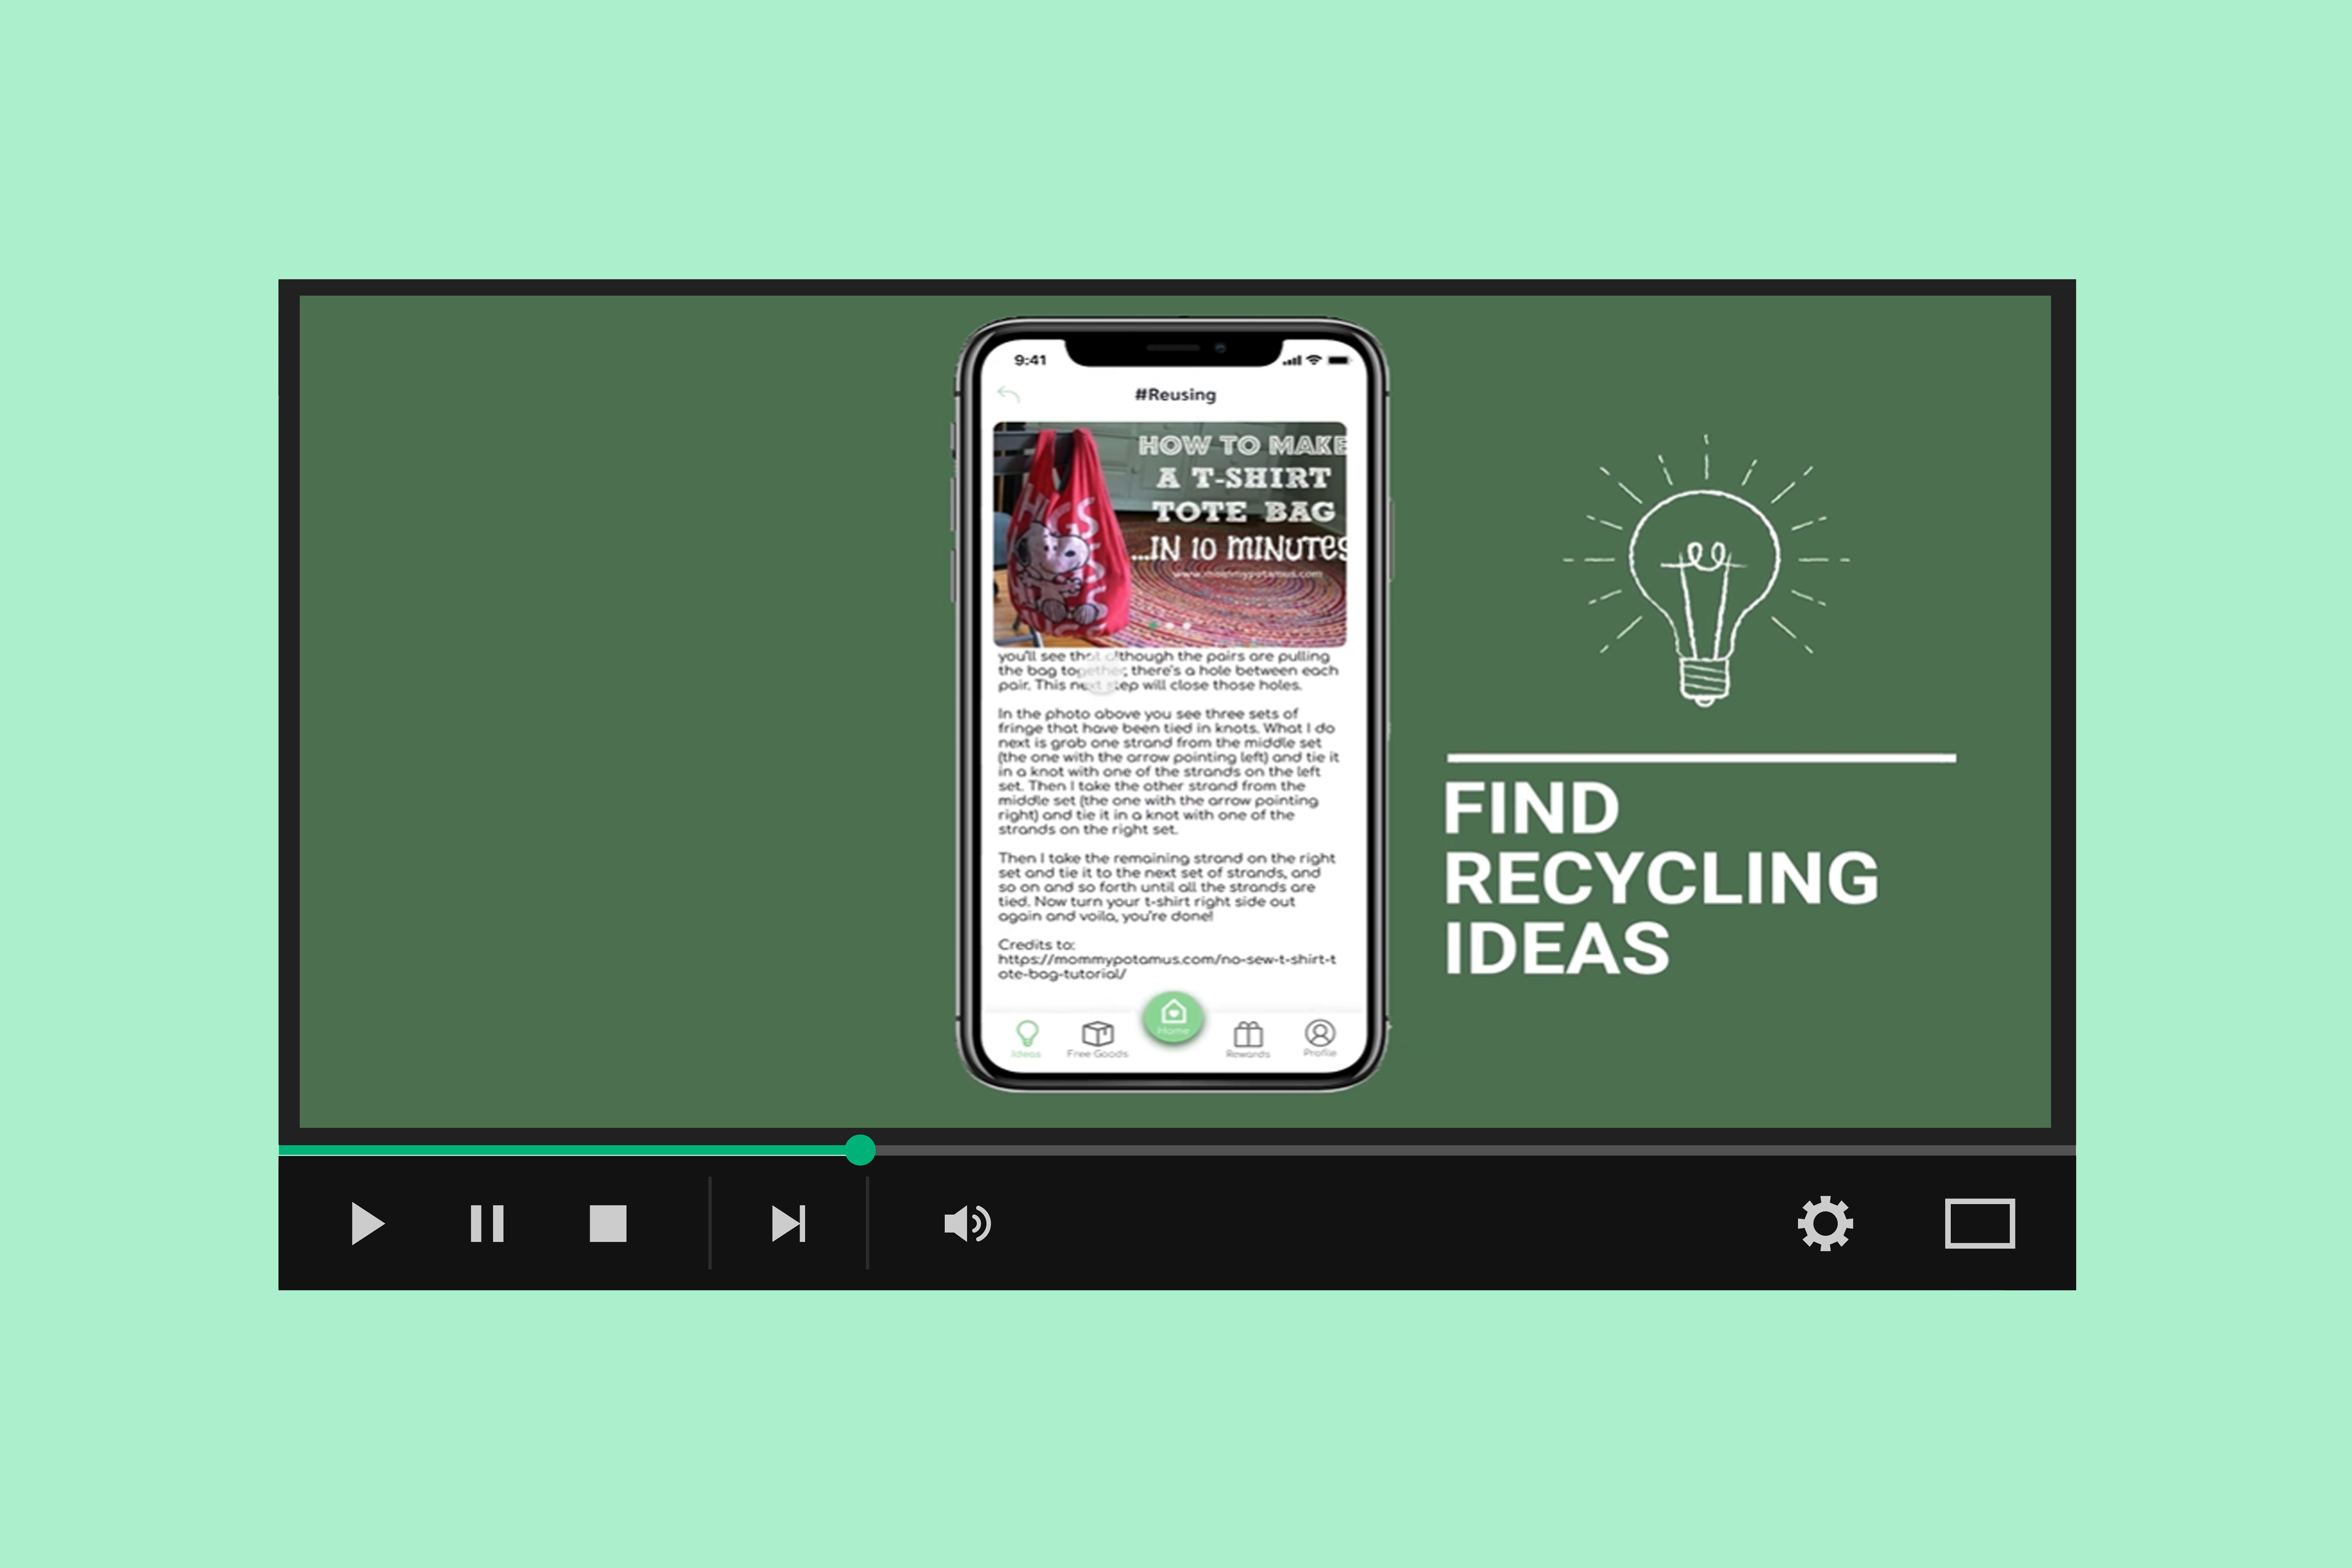 9:41
#Reusing
HOW TO MAKE
A T-SHIRT
TOTE BAG
...IN 10 MINUTES
www.mommypotamus.com
HUGS
you'll see that although the pairs are pulling
the bag together, there's a hole between each
pair. This next step will close those holes.
In the photo above you see three sets of
fringe that have been tied in knots. What I do
next is grab one strand from the middle set
(the one with the arrow pointing left) and tie it
in a knot with one of the strands on the left
set. Then I take the other strand from the
middle set (the one with the arrow pointing
right) and tie it in a knot with one of the
strands on the right set.
Then I take the remaining strand on the right
set and tie it to the next set of strands, and
so on and so forth until all the strands are
tied. Now turn your t-shirt right side out
again and voila, you're done!
Credits to:
https://mommypotamus.com/no-sew-t-shirt-t
ote-bag-tutorial/
Ideas
Free Goods
Home
Rewards
Profile
FIND
RECYCLING
IDEAS